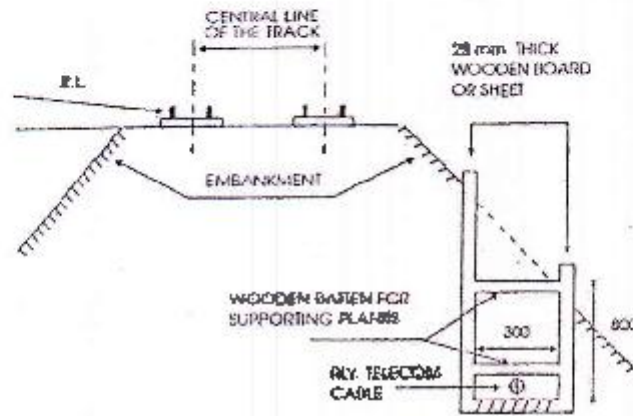 CENTRAL LINE
OF THE TRACK
28 mm THICK
WOODEN BOARD
OR SHEET
R.L.
EMBANKMENT
WOODEN BATTEN FOR
SUPPORTING PLANKS
300
RLY. TELECOM
CABLE